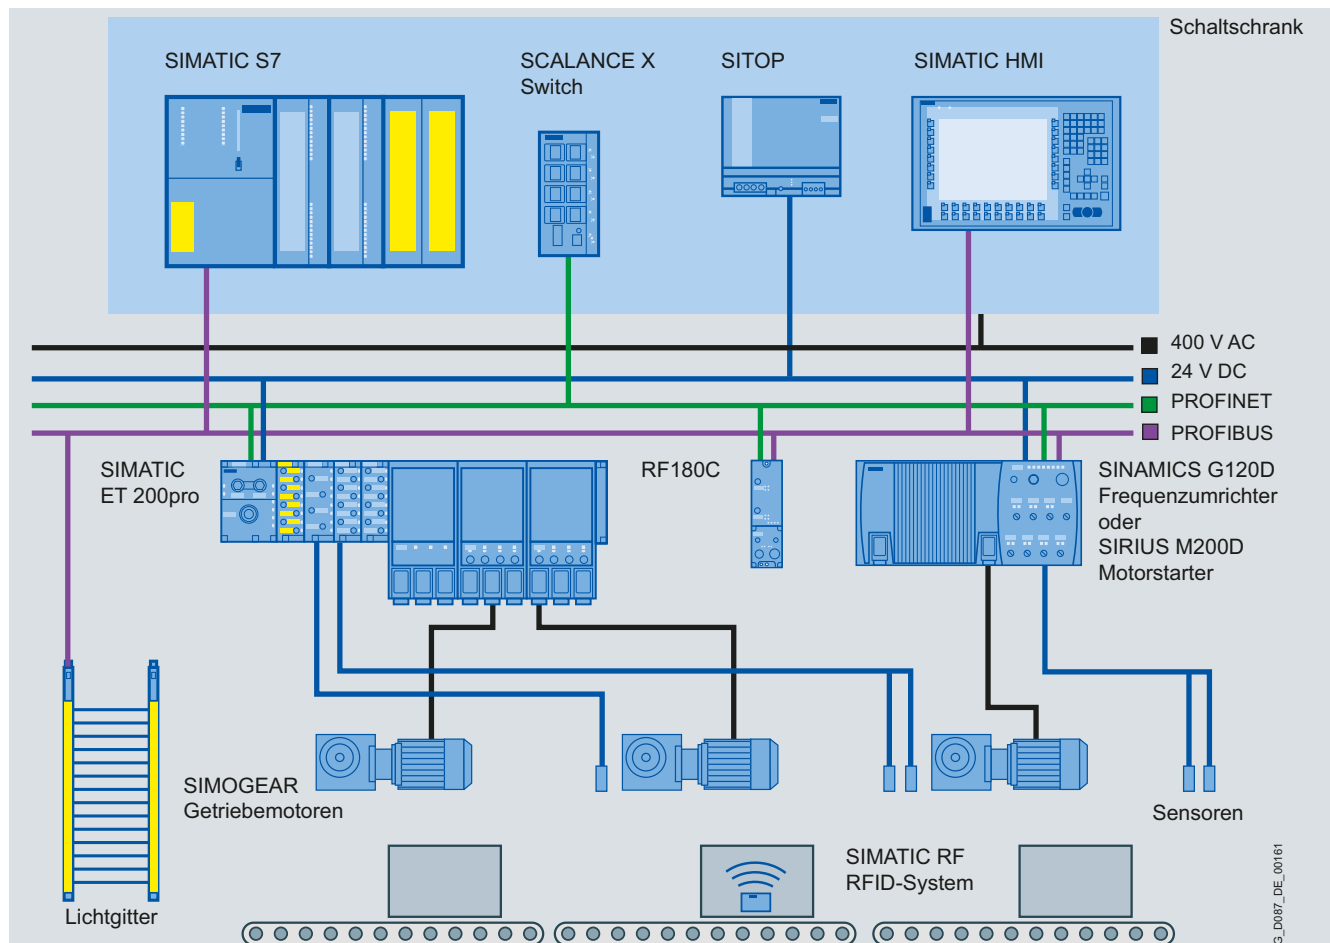 Schaltschrank
SIMATIC S7
SCALANCE X
Switch
SITOP
SIMATIC HMI
400 V AC
24 V DC
PROFINET
PROFIBUS
SIMATIC
ET 200pro
RF180C
SINAMICS G120D
Frequenzumrichter
oder
SIRIUS M200D
Motorstarter
SIMOGEAR
Getriebemotoren
Sensoren
SIMATIC RF
RFID-System
Lichtgitter
G_D087_DE_00161